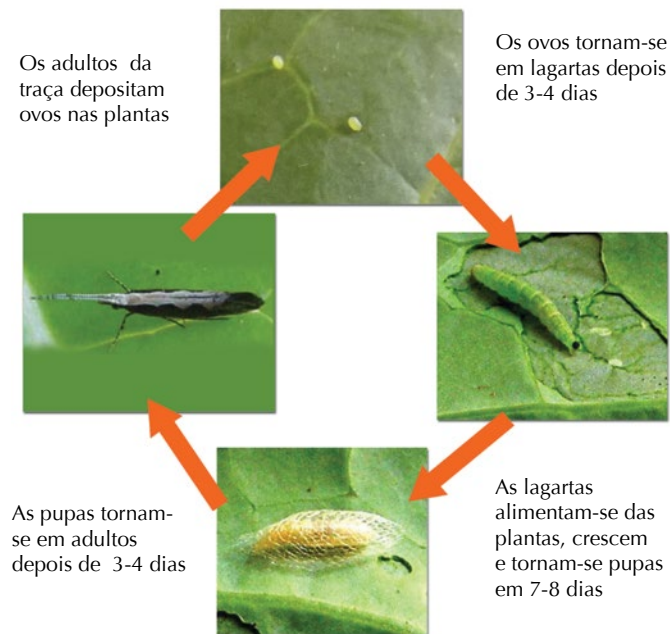 Os adultos da
traça depositam
ovos nas plantas
Os ovos tornam-se
em lagartas depois
de 3-4 dias
As lagartas
alimentam-se das
plantas, crescem
e tornam-se pupas
em 7-8 dias
As pupas tornam-
se em adultos
depois de 3-4 dias